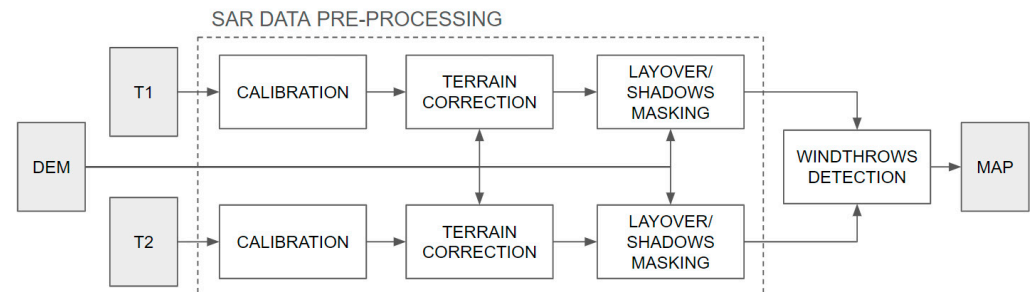 SAR DATA PRE-PROCESSING
T1
CALIBRATION
TERRAIN
CORRECTION
LAYOVER/
SHADOWS
MASKING
DEM
WINDTHROWS
DETECTION
MAP
T2
CALIBRATION
TERRAIN
CORRECTION
LAYOVER/
SHADOWS
MASKING